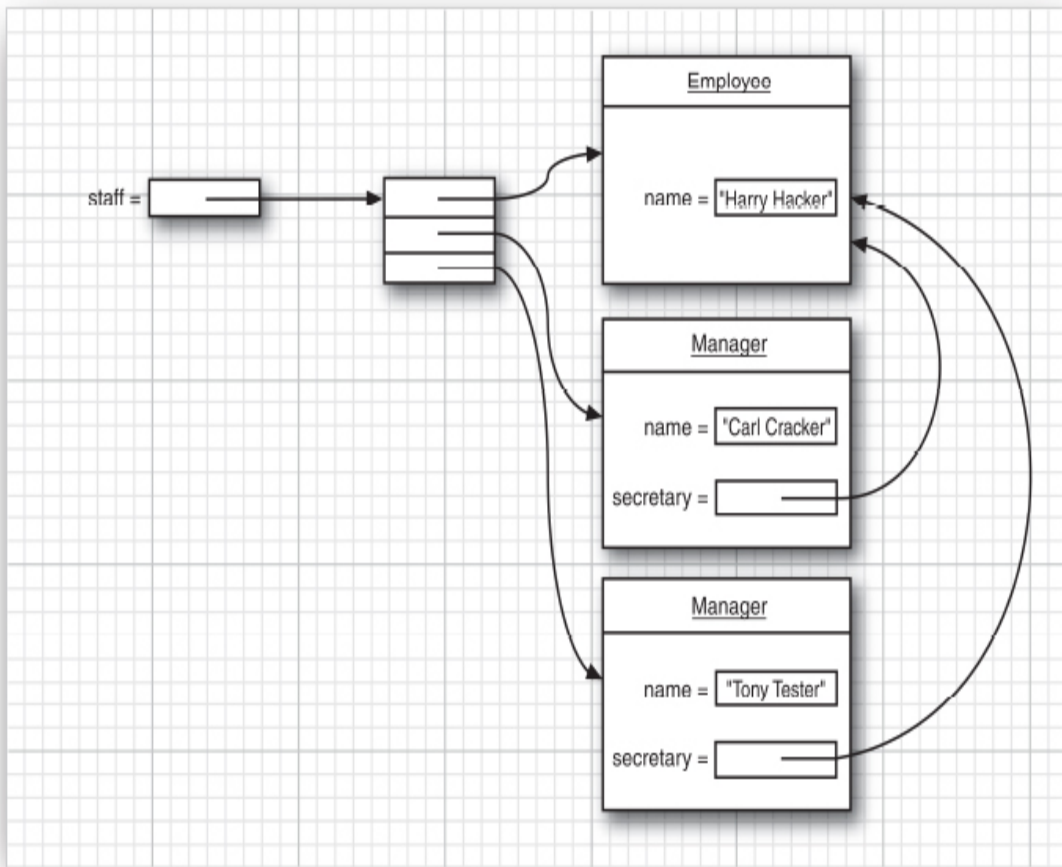 Employee
staff =
name = "Harry Hacker"
Manager
name = "Carl Cracker"
secretary =
Manager
name = "Tony Tester"
secretary =